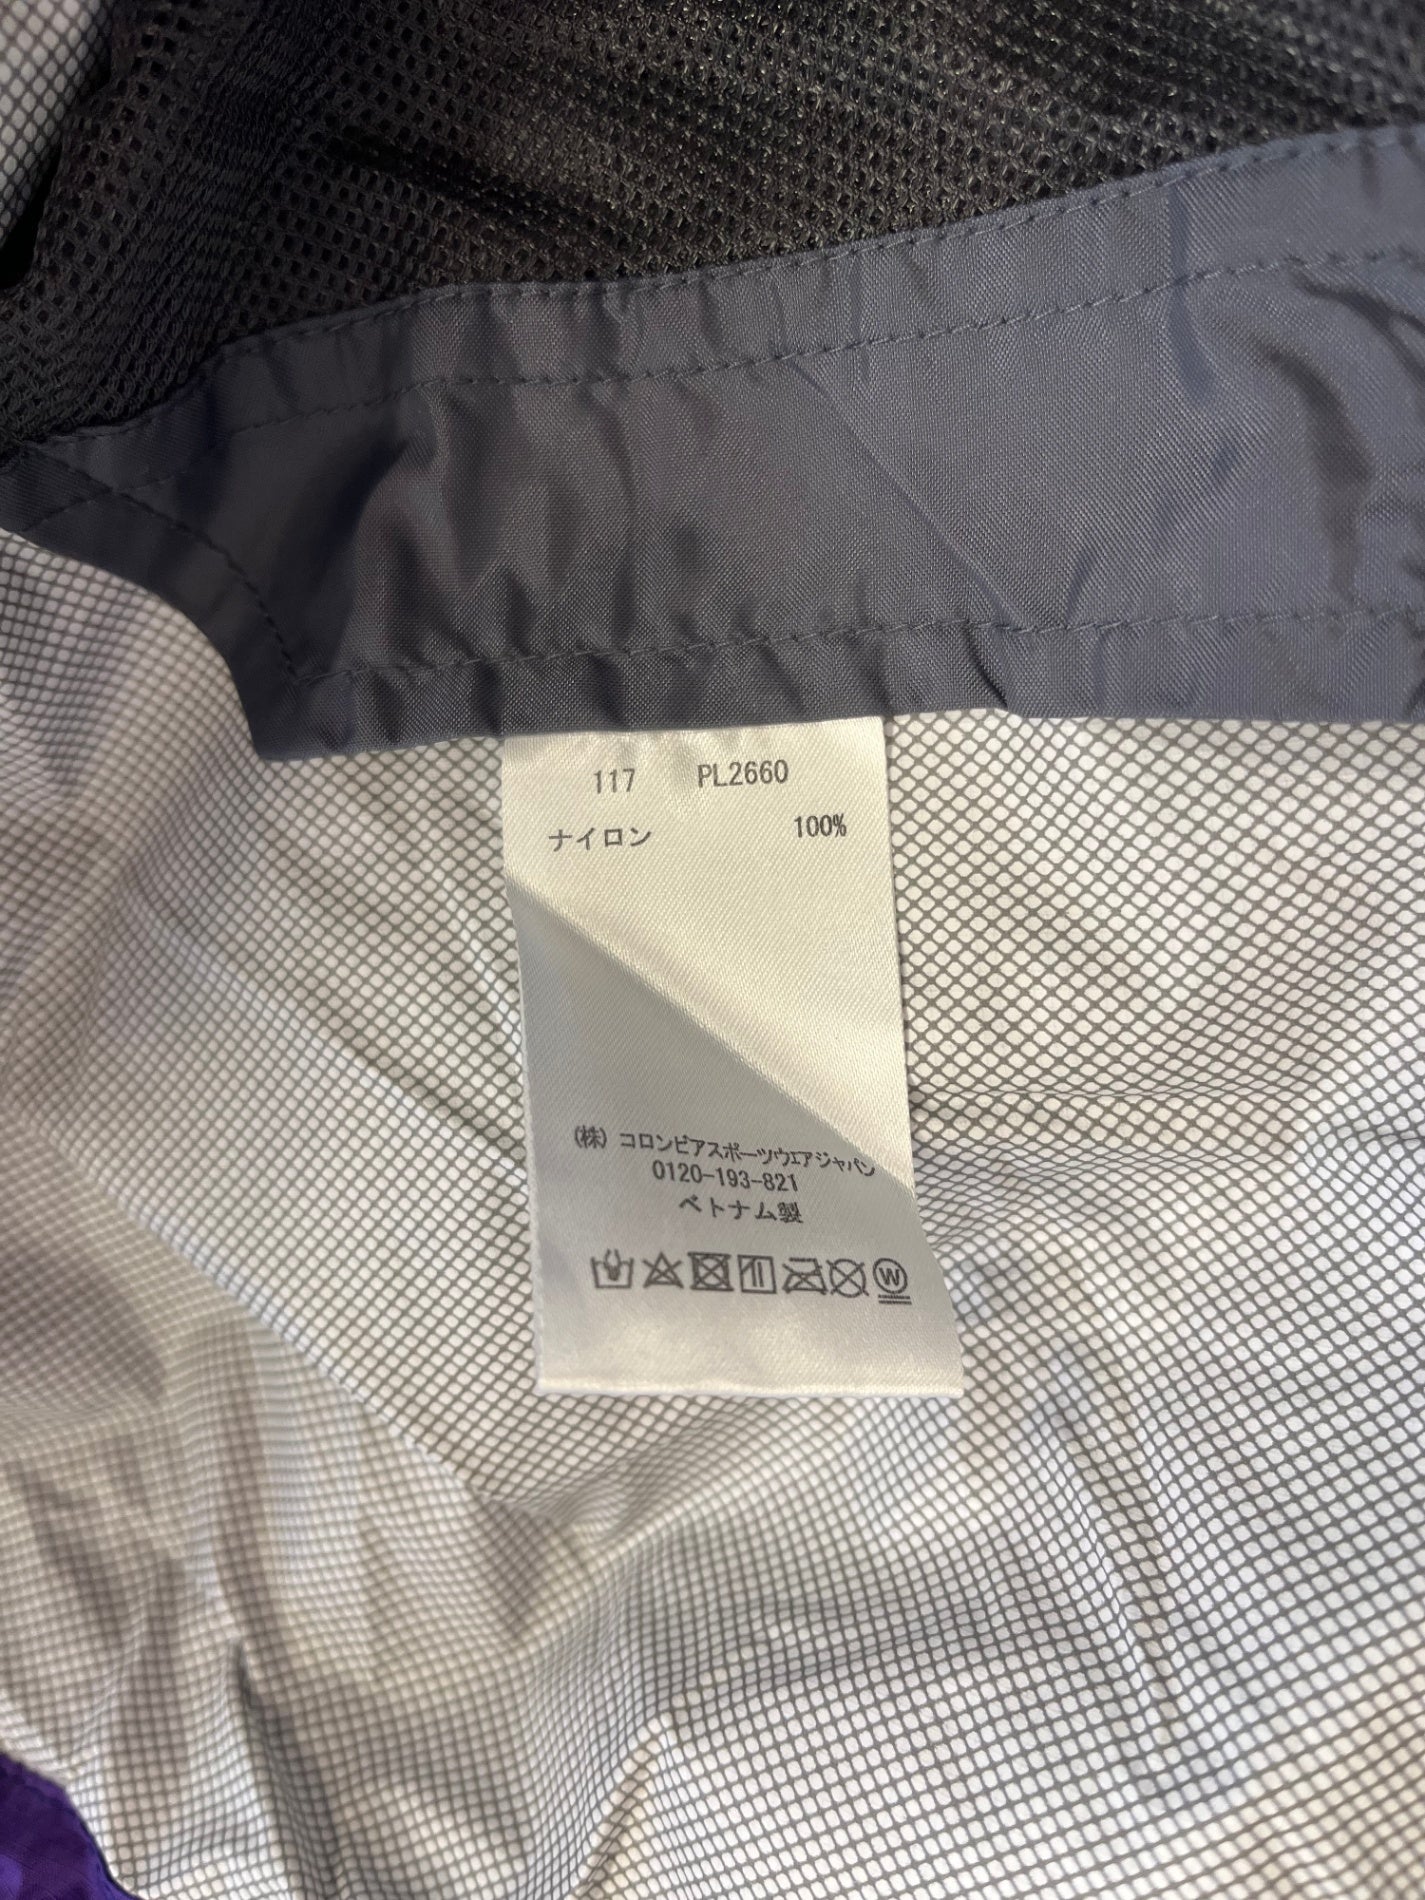 117 PL2660
ナイロン 100%
(株) コロンビアスポーツウェアジャパン
0120-193-821
ベトナム製
W